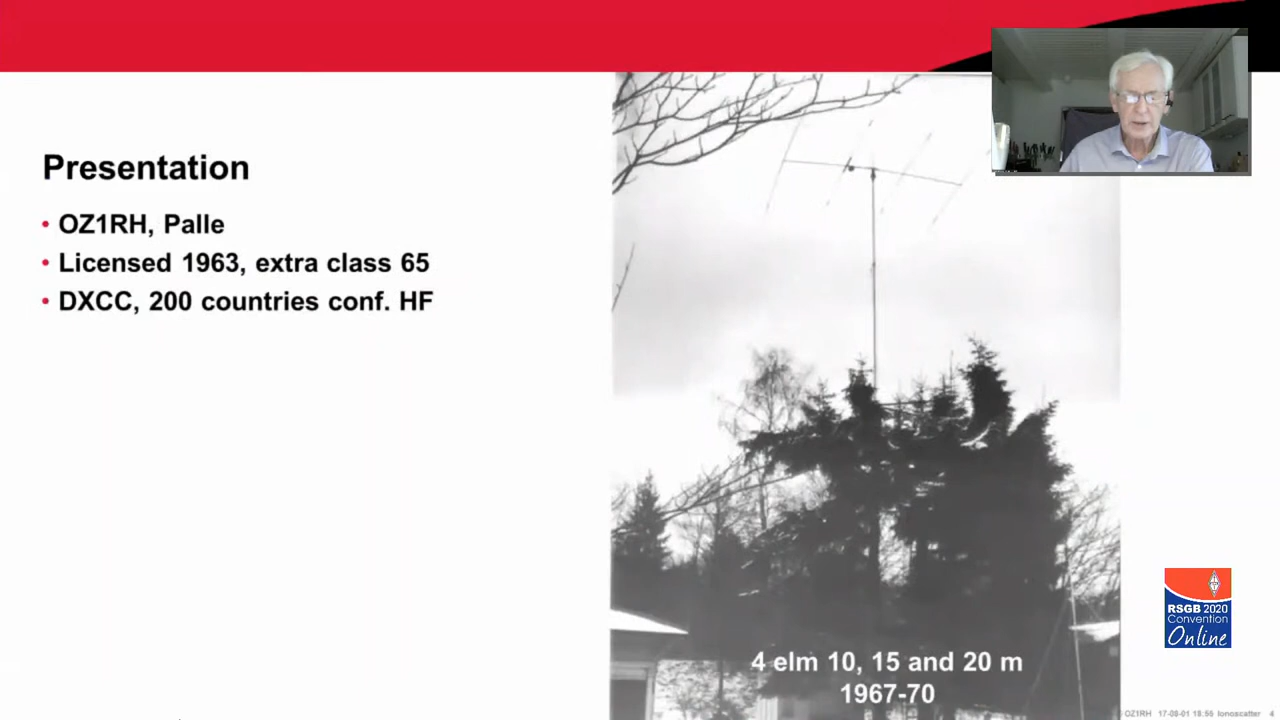 Presentation
• OZ1RH, Palle
• Licensed 1963, extra class 65
• DXCC, 200 countries conf. HF
4 elm 10, 15 and 20 m
1967-70
RSGB 2020
Convention
Online
OZ1RH 17-08-01 18:56 Ionoscatter 4